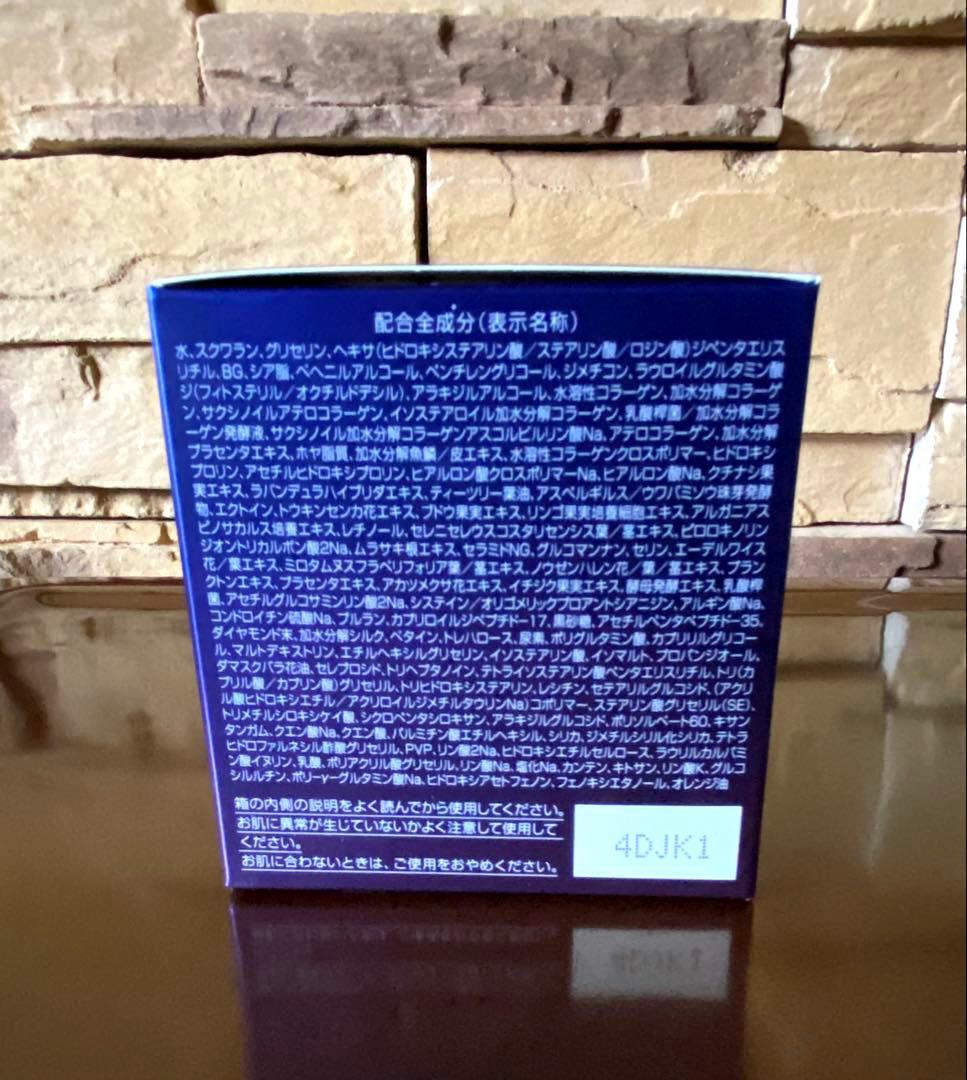 配合全成分(表示名称)
水、スクワラン、グリセリン、ヘキサ(ヒドロキシステアリン酸/ステアリン酸/ロジン酸)ジペンタエリス
リチル、BG、シア脂、ベヘニルアルコール、ペンチレングリコール、ジメチコン、ラウロイルグルタミン酸
ジ(フィトステリル/オクチルドデシル)、アラキジルアルコール、水溶性コラーゲン、加水分解コラーゲ
ン、サクシノイルアテロコラーゲン、イソステアロイル加水分解コラーゲン、乳酸桿菌/加水分解コラ
ーゲン発酵液、サクシノイル加水分解コラーゲンアスコルビルリン酸Na、アテロコラーゲン、加水分解
プラセンタエキス、ホヤ脂質、加水分解魚鱗/皮エキス、水溶性コラーゲンクロスポリマー、ヒドロキシ
プロリン、アセチルヒドロキシプロリン、ヒアルロン酸クロスポリマーNa、ヒアルロン酸Na、クチナシ果
実エキス、ラバンデュラハイブリダエキス、ティーツリー葉油、アスペルギルス/ウワバミソウ珠芽発酵
物、エクトイン、トウキンセンカ花エキス、ブドウ果実エキス、リンゴ果実培養細胞エキス、アルガニアス
ピノサカルス培養エキス、レチノール、セレニセレウスコスタリセンシス葉/茎エキス、ピロロキノリン
ジオントリカルボン酸2Na、ムラサキ根エキス、セラミドNG、グルコマンナン、セリン、エーデルワイス
花/葉エキス、ミロタムヌスフラベリフォリア葉/茎エキス、ノウゼンハレン花/葉/茎エキス、プラン
クトンエキス、プラセンタエキス、アカツメクサ花エキス、イチジク果実エキス、酵母発酵エキス、乳酸桿
菌、アセチルグルコサミンリン酸2Na、システイン/オリゴメリックプロアントシアニジン、アルギン酸Na、
コンドロイチン硫酸Na、プルラン、カプロイルジペプチド-17、黒砂糖、アセチルペンタペプチド-35、
ダイヤモンド末、加水分解シルク、ベタイン、トレハロース、尿素、ポリグルタミン酸、カプリリルグリコー
ル、マルトデキストリン、エチルヘキシルグリセリン、イソステアリン酸、イソマルト、プロパンジオール、
ダマスクバラ花油、セレブロシド、トリヘプタノイン、テトライソステアリン酸ペンタエリスリチル、トリ(カ
プリル酸/カプリン酸)グリセリル、トリヒドロキシステアリン、レシチン、セテアリルグルコシド、(アクリ
ル酸ヒドロキシエチル/アクリロイルジメチルタウリンNa)コポリマー、ステアリン酸グリセリル(SE)、
トリメチルシロキシケイ酸、シクロペンタシロキサン、アラキジルグルコシド、ポリソルベート60、キサン
タンガム、クエン酸Na、クエン酸、パルミチン酸エチルヘキシル、シリカ、ジメチルシリル化シリカ、テトラ
ヒドロファルネシル酢酸グリセリル、PVP、リン酸2Na、ヒドロキシエチルセルロース、ラウリルカルバミ
ン酸イヌリン、乳酸、ポリアクリル酸グリセリル、リン酸Na、塩化Na、カンテン、キトサン、リン酸K、グルコ
シルルチン、ポリ-γ-グルタミン酸Na、ヒドロキシアセトフェノン、フェノキシエタノール、オレンジ油
箱の内側の説明をよく読んでから使用してください。
お肌に異常が生じていないかよく注意して使用して
ください。
お肌に合わないときは、ご使用をおやめください。
4DJK1